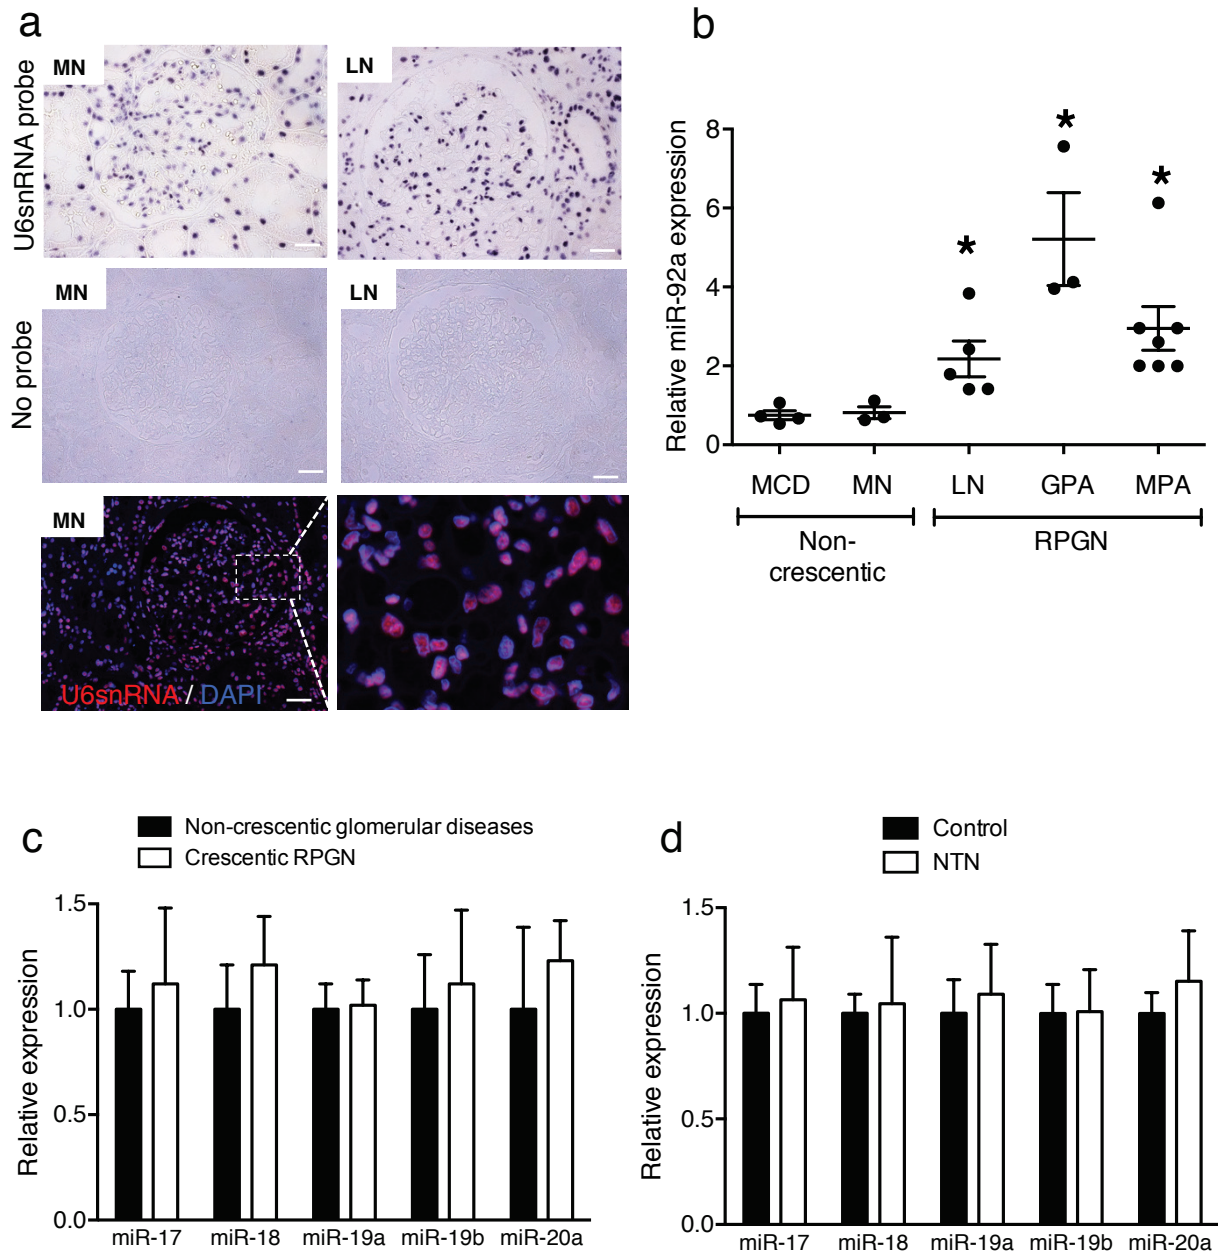 a
U6snRNA probe
MN
LN
No probe
MN
LN
MN
U6snRNA / DAPI
b
Relative miR-92a expression
8
6
4
2
0
*
*
*
MCD
MN
LN
GPA
MPA
Non-
crescentic
RPGN
c
Non-crescentic glomerular diseases
Crescentic RPGN
Relative expression
1.5
1.0
0.5
0.0
miR-17
miR-18
miR-19a
miR-19b
miR-20a
d
Control
NTN
Relative expression
1.5
1.0
0.5
0.0
miR-17
miR-18
miR-19a
miR-19b
miR-20a